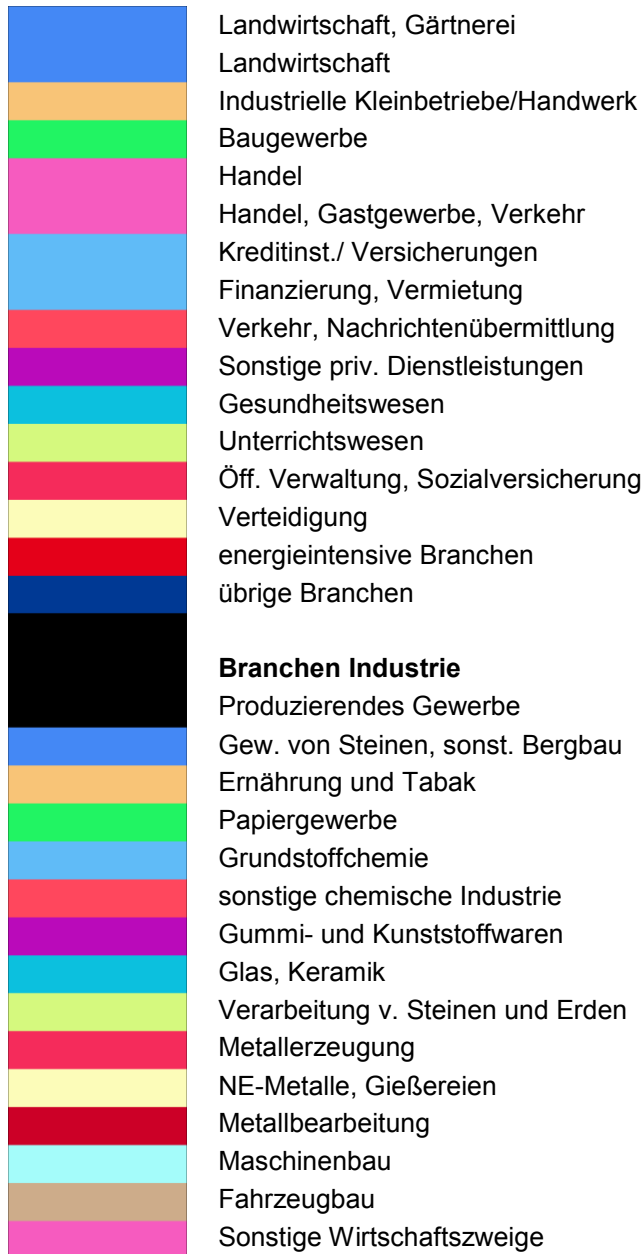 Landwirtschaft, Gärtnerei
Landwirtschaft
Industrielle Kleinbetriebe/Handwerk
Baugewerbe
Handel
Handel, Gastgewerbe, Verkehr
Kreditinst./ Versicherungen
Finanzierung, Vermietung
Verkehr, Nachrichtenübermittlung
Sonstige priv. Dienstleistungen
Gesundheitswesen
Unterrichtswesen
Öff. Verwaltung, Sozialversicherung
Verteidigung
energieintensive Branchen
übrige Branchen
Branchen Industrie
Produzierendes Gewerbe
Gew. von Steinen, sonst. Bergbau
Ernährung und Tabak
Papiergewerbe
Grundstoffchemie
sonstige chemische Industrie
Gummi- und Kunststoffwaren
Glas, Keramik
Verarbeitung v. Steinen und Erden
Metallerzeugung
NE-Metalle, Gießereien
Metallbearbeitung
Maschinenbau
Fahrzeugbau
Sonstige Wirtschaftszweige